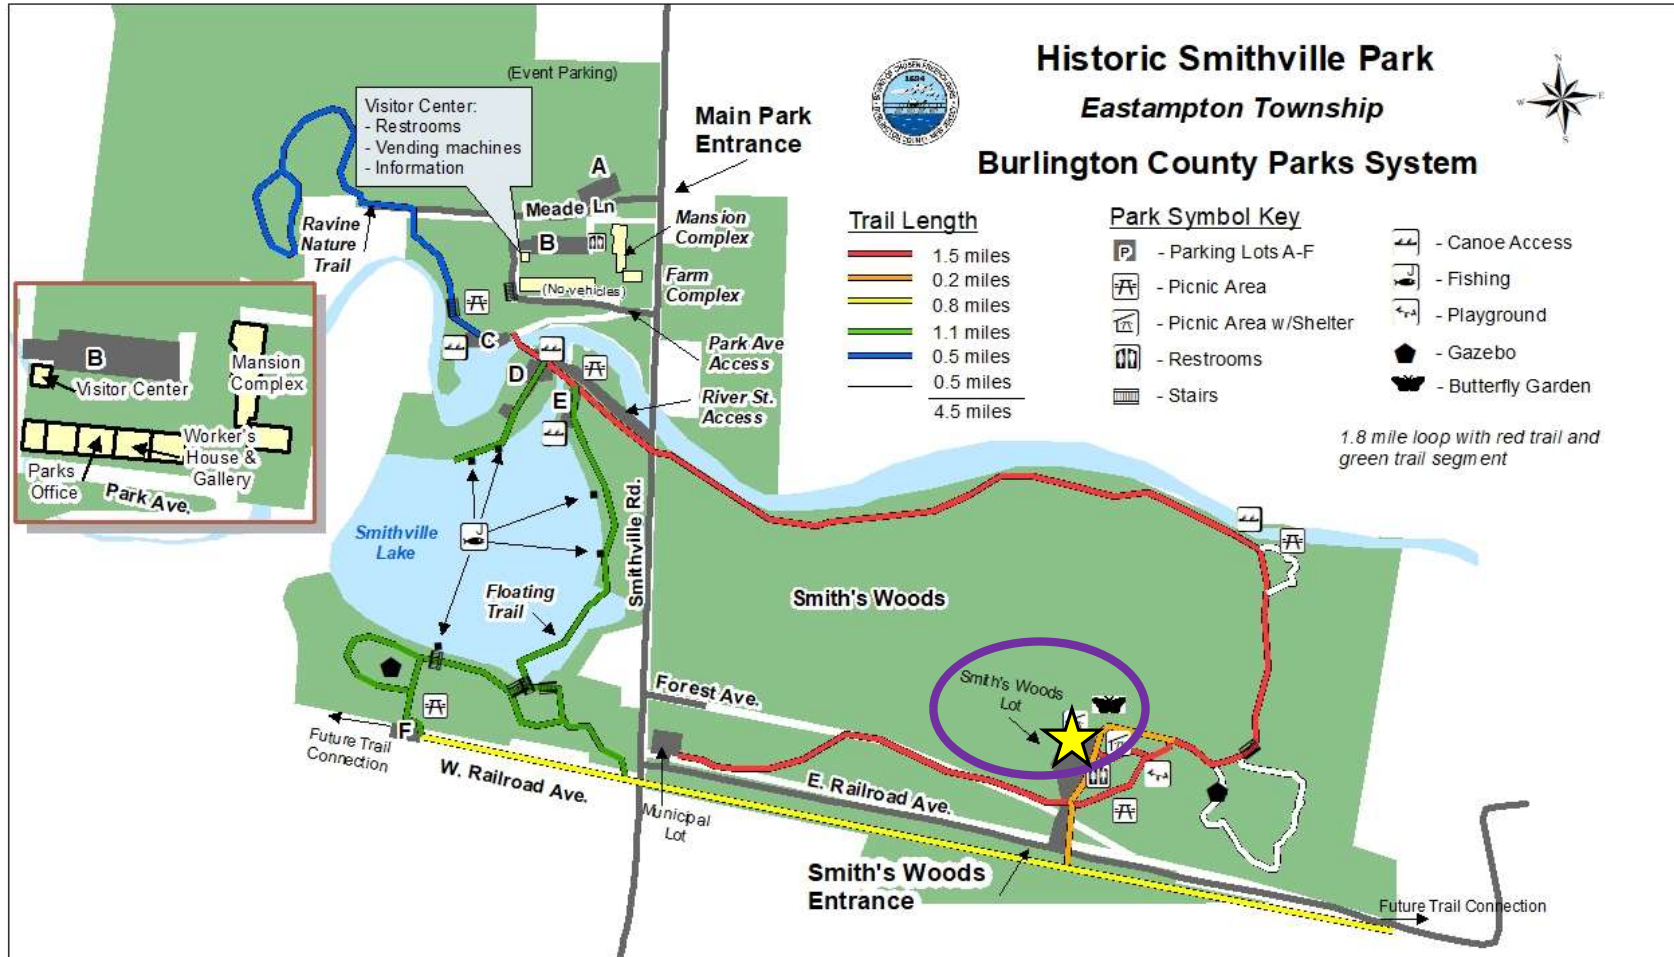 Historic Smithville Park
Eastampton Township
Burlington County Parks System
1694
N
W
E
S
(Event Parking)
Visitor Center:
- Restrooms
- Vending machines
- Information
Main Park
Entrance
A
Meade Ln
B
Mansion
Complex
Farm
Complex
(No vehicles)
Ravine
Nature
Trail
C
D
E
Park Ave
Access
River St.
Access
Trail Length
1.5 miles
0.2 miles
0.8 miles
1.1 miles
0.5 miles
0.5 miles
4.5 miles
Park Symbol Key
P - Parking Lots A-F
- Picnic Area
- Picnic Area w/Shelter
- Restrooms
- Stairs
- Canoe Access
- Fishing
- Playground
- Gazebo
- Butterfly Garden
1.8 mile loop with red trail and
green trail segment
B
Visitor Center
Mansion
Complex
Worker's
House &
Gallery
Parks
Office
Park Ave.
Smithville
Lake
Floating
Trail
Smithville Rd.
Smith's Woods
Smith's Woods
Lot
Forest Ave.
F
Future Trail
Connection
W. Railroad Ave.
E. Railroad Ave.
Municipal
Lot
Smith's Woods
Entrance
Future Trail Connection